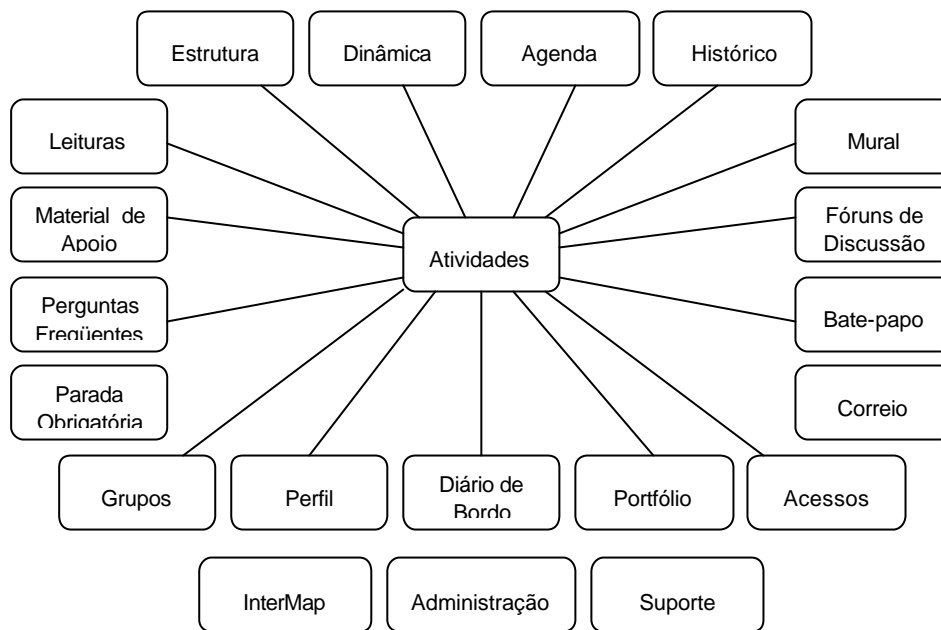 Estrutura
Dinâmica
Agenda
Histórico
Leituras
Mural
Material de
Apoio
Fóruns de
Discussão
Atividades
Perguntas
Freqüentes
Bate-papo
Parada
Obrigatória
Correio
Grupos
Perfil
Diário de
Bordo
Portfólio
Acessos
InterMap
Administração
Suporte